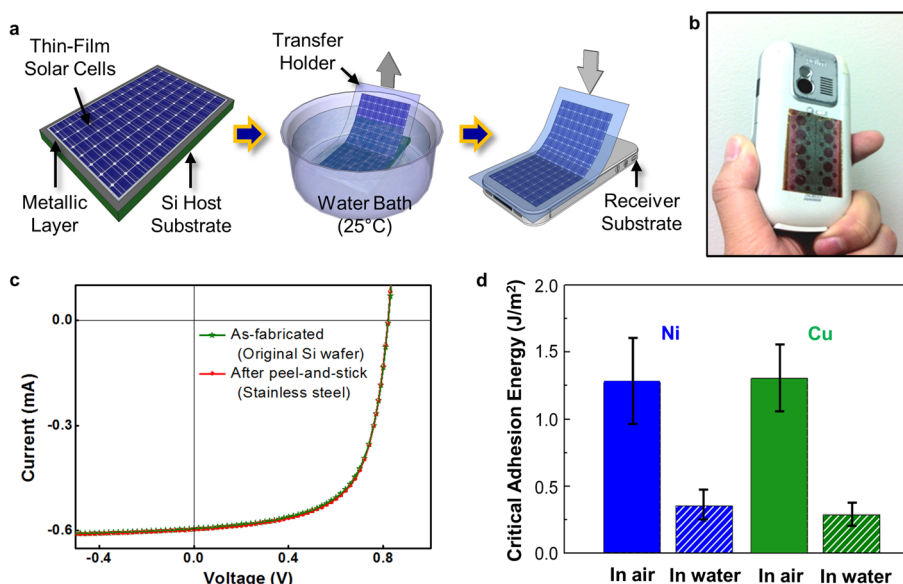 a
Thin-Film
Solar Cells
Metallic
Layer
Si Host
Substrate
Transfer
Holder
Water Bath
(25°C)
Receiver
Substrate
b
c
Current (mA)
0.0
-0.3
-0.6
As-fabricated
(Original Si wafer)
After peel-and-stick
(Stainless steel)
-0.4
0.0
0.4
0.8
Voltage (V)
d
Critical Adhesion Energy (J/m²)
2.0
1.5
1.0
0.5
0.0
Ni
Cu
In air
In water
In air
In water